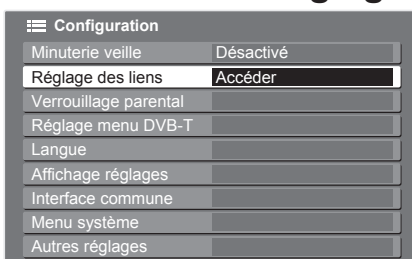 Configuration
Minuterie veille Désactivé
Réglage des liens Accéder
Verrouillage parental
Réglage menu DVB-T
Langue
Affichage réglages
Interface commune
Menu système
Autres réglages